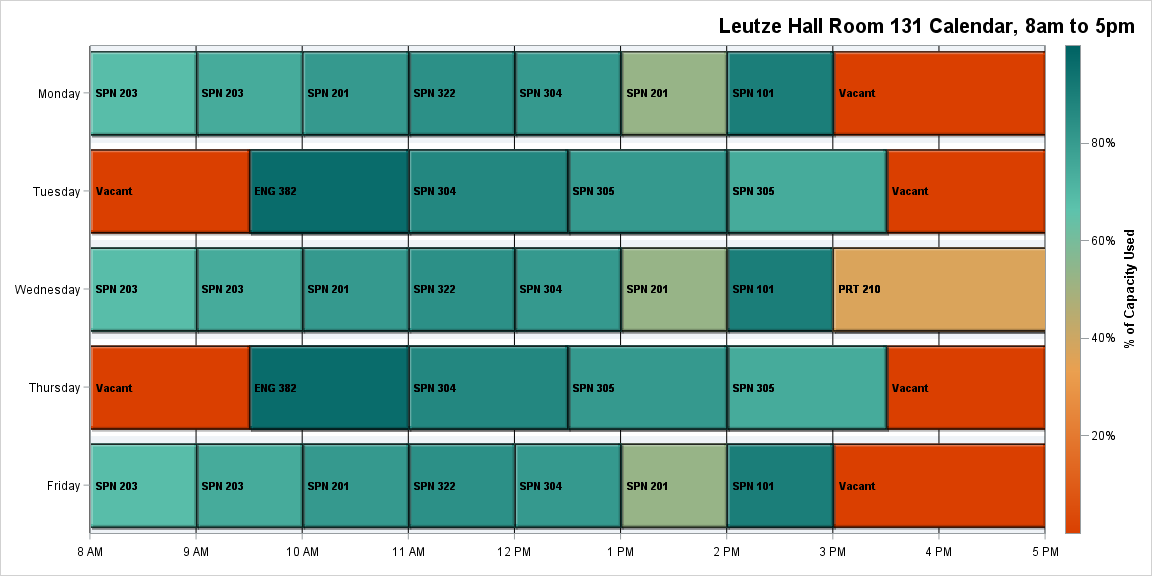 Leutze Hall Room 131 Calendar, 8am to 5pm
Monday
SPN 203
SPN 203
SPN 201
SPN 322
SPN 304
SPN 201
SPN 101
Vacant
Tuesday
Vacant
ENG 382
SPN 304
SPN 305
SPN 305
Vacant
Wednesday
SPN 203
SPN 203
SPN 201
SPN 322
SPN 304
SPN 201
SPN 101
PRT 210
Thursday
Vacant
ENG 382
SPN 304
SPN 305
SPN 305
Vacant
Friday
SPN 203
SPN 203
SPN 201
SPN 322
SPN 304
SPN 201
SPN 101
Vacant
8 AM
9 AM
10 AM
11 AM
12 PM
1 PM
2 PM
3 PM
4 PM
5 PM
80%
60%
40%
20%
% of Capacity Used